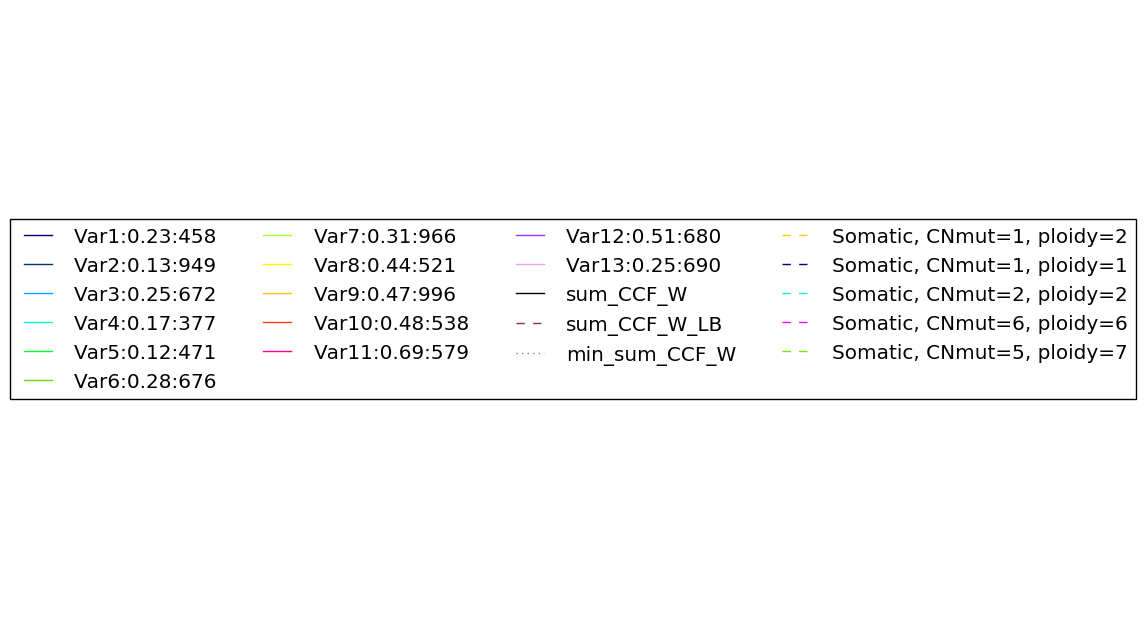 Var1:0.23:458
Var2:0.13:949
Var3:0.25:672
Var4:0.17:377
Var5:0.12:471
Var6:0.28:676
Var7:0.31:966
Var8:0.44:521
Var9:0.47:996
Var10:0.48:538
Var11:0.69:579
Var12:0.51:680
Var13:0.25:690
sum_CCF_W
sum_CCF_W_LB
min_sum_CCF_W
Somatic, CNmut=1, ploidy=2
Somatic, CNmut=1, ploidy=1
Somatic, CNmut=2, ploidy=2
Somatic, CNmut=6, ploidy=6
Somatic, CNmut=5, ploidy=7